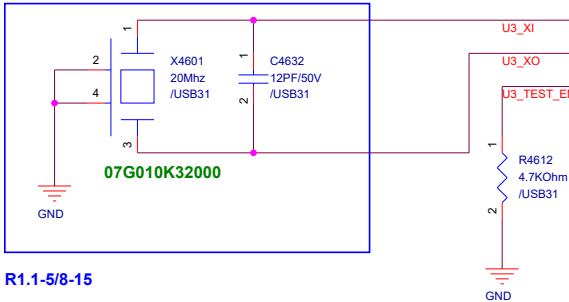 1
U3_XI
2
X4601
1
C4632
U3_XO
20Mhz
12PF/50V
4
/USB31
2
/USB31
U3_TEST_EN
3
1
07G010K32000
R4612
4.7KOhm
/USB31
2
GND
R1.1-5/8-15
GND